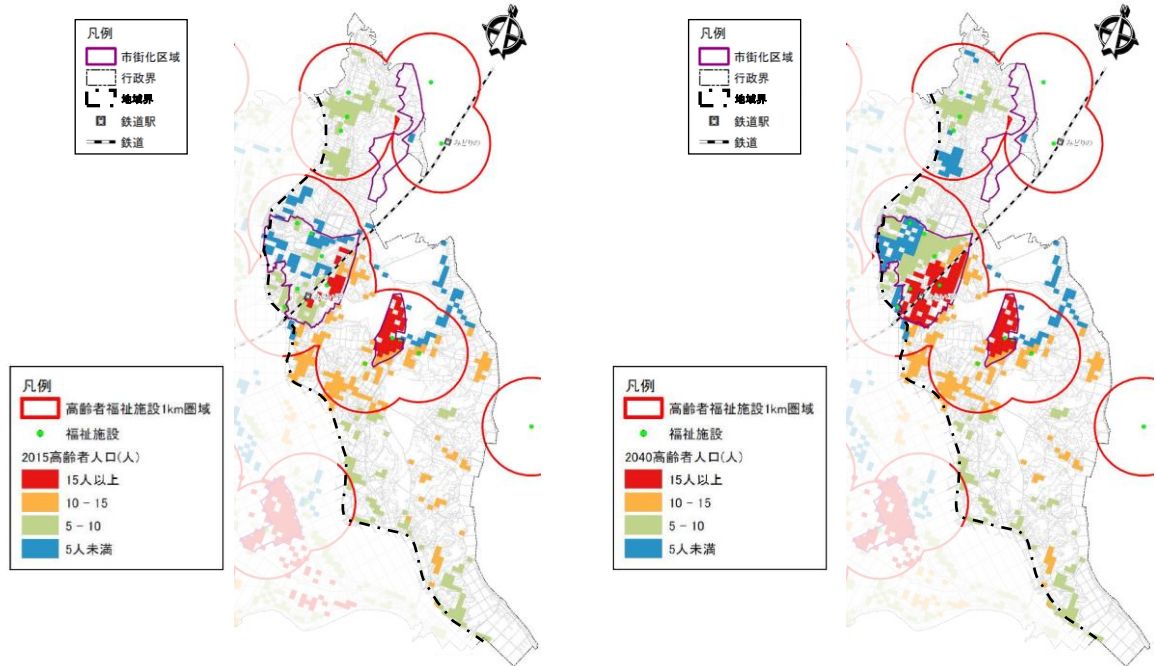 凡例
市街化区域
行政界
地域界
鉄道駅
鉄道
みどりの
凡例
高齢者福祉施設1km圏域
福祉施設
2015高齢者人口(人)
15人以上
10 - 15
5 - 10
5人未満
凡例
市街化区域
行政界
地域界
鉄道駅
鉄道
みどりの
凡例
高齢者福祉施設1km圏域
福祉施設
2040高齢者人口(人)
15人以上
10 - 15
5 - 10
5人未満